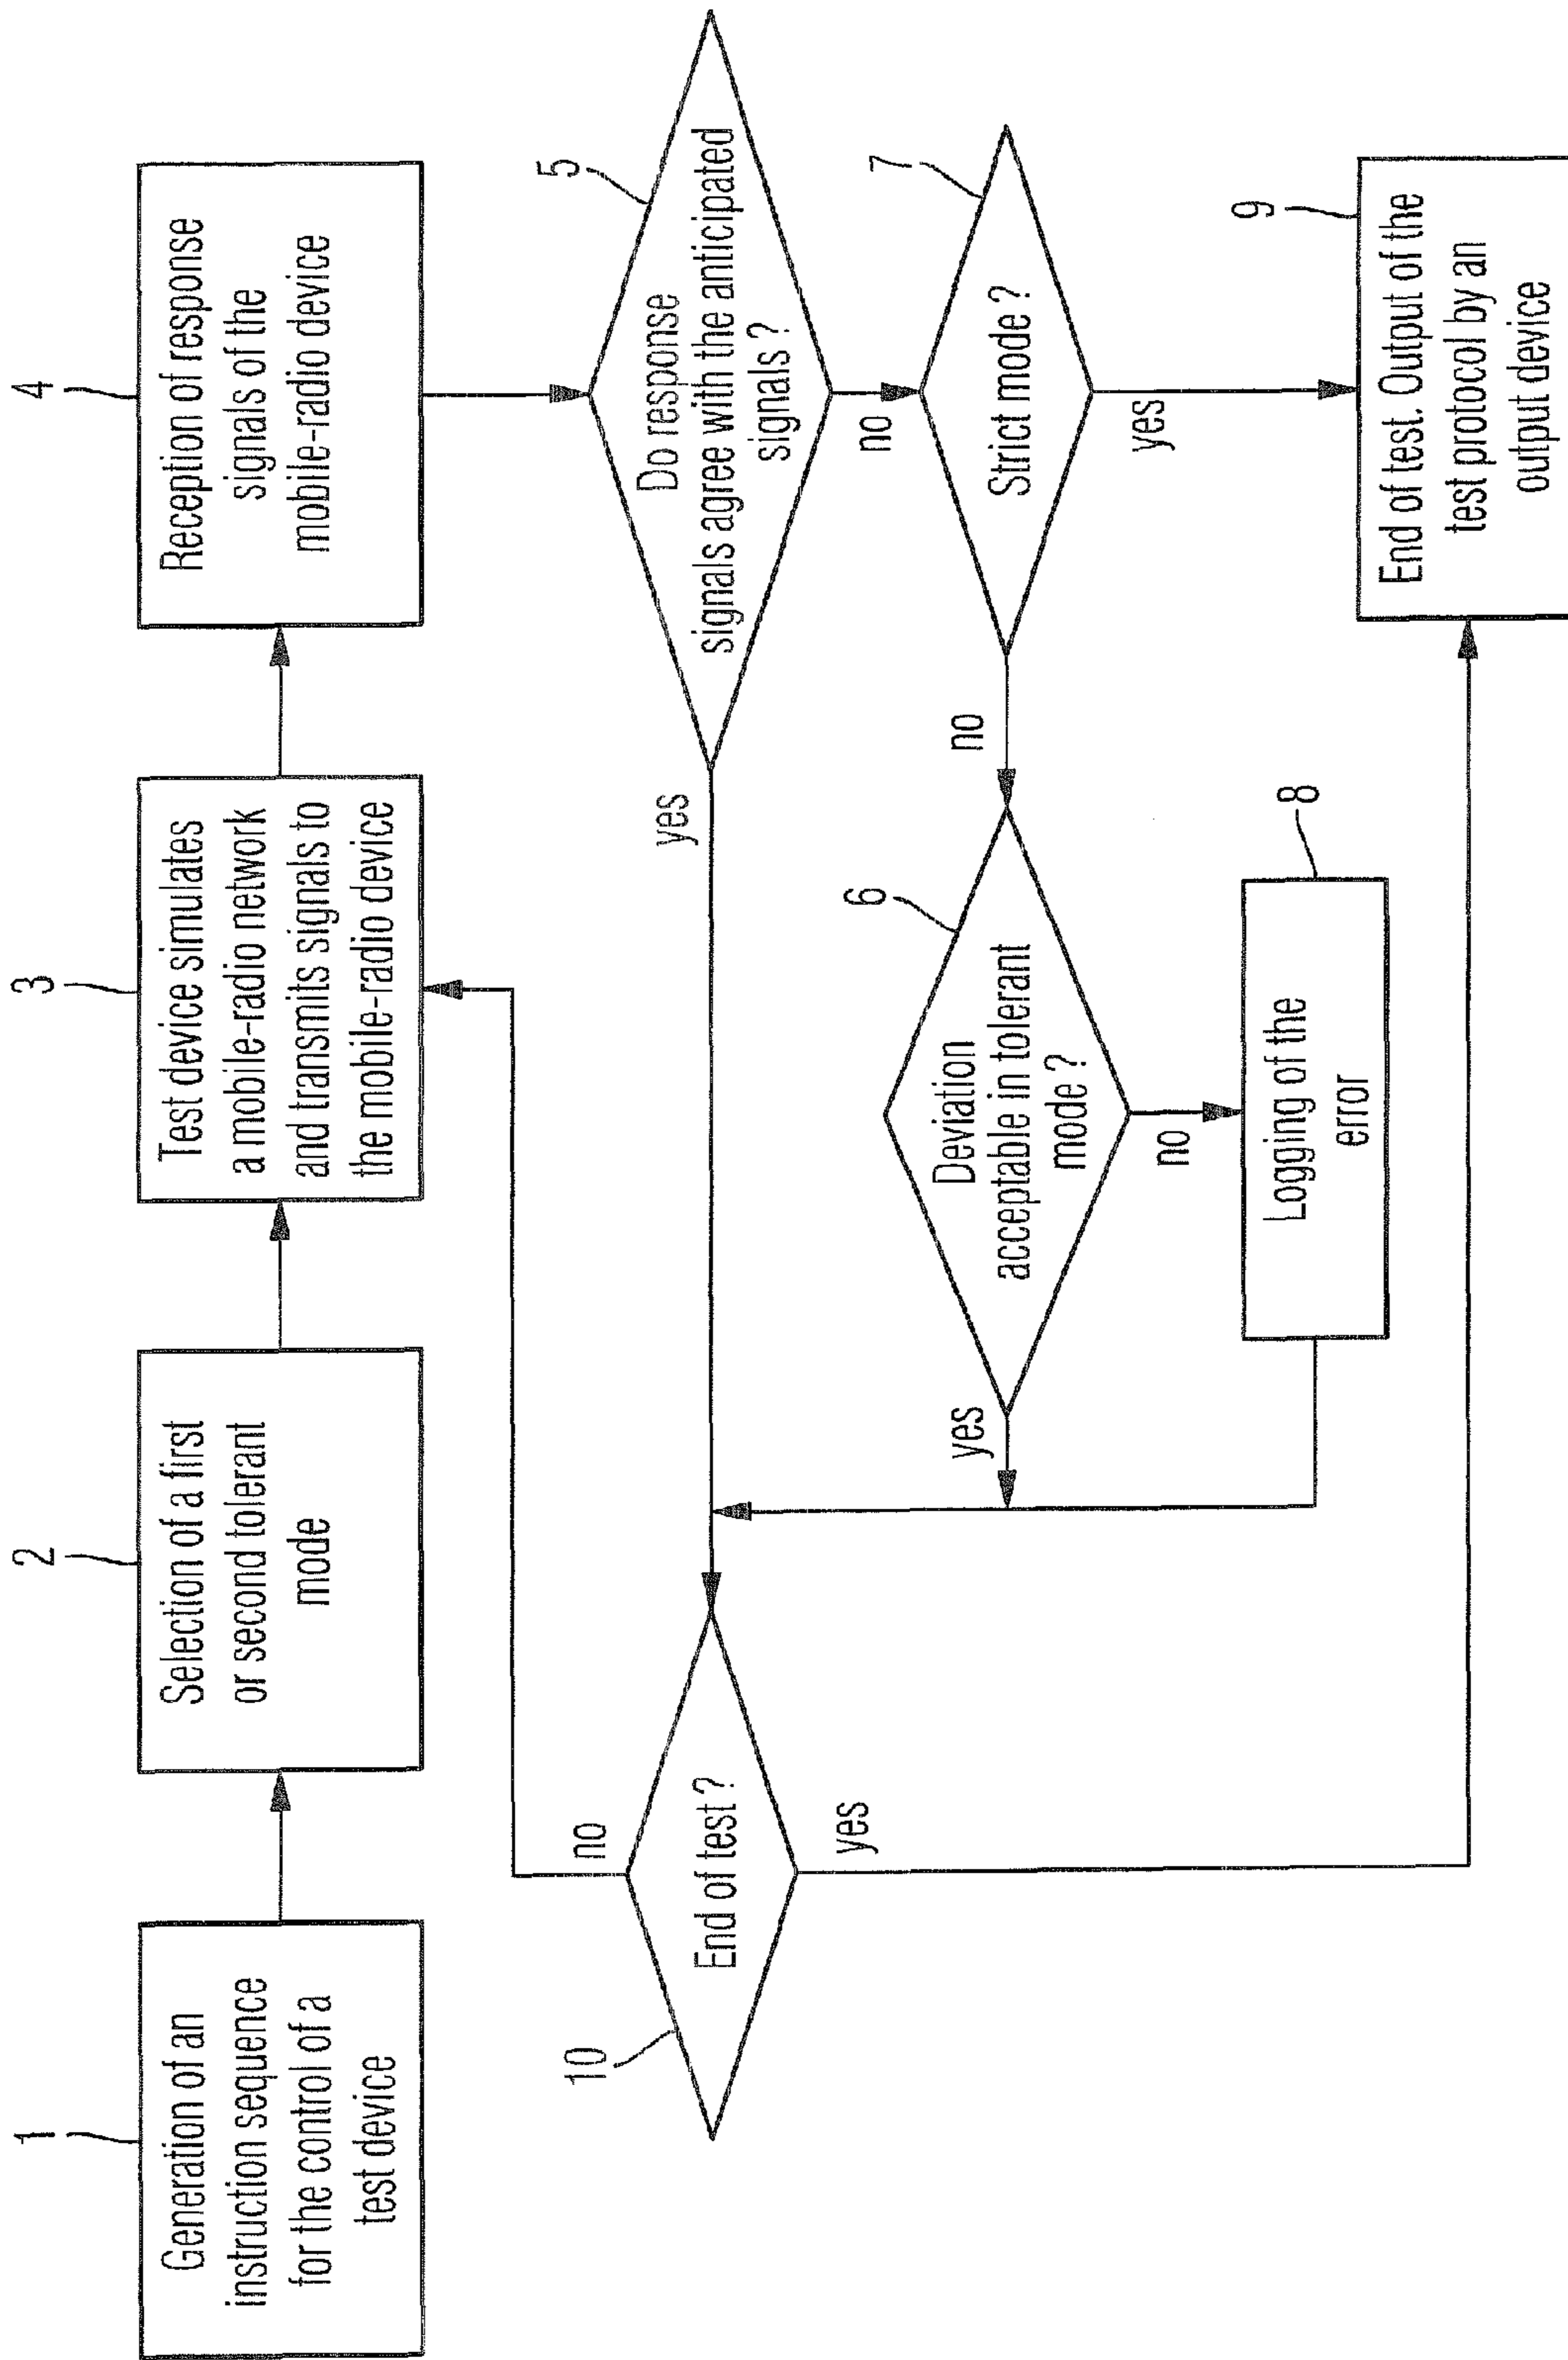 1
Generation of an
instruction sequence
for the control of a
test device
2
Selection of a first
or second tolerant
mode
3
Test device simulates
a mobile-radio network
and transmits signals to
the mobile-radio device
4
Reception of response
signals of the
mobile-radio device
5
Do response
signals agree with the anticipated
signals ?
yes
no
7
Strict mode ?
no
yes
6
Deviation
acceptable in tolerant
mode ?
yes
no
8
Logging of the
error
10
End of test ?
no
yes
9
End of test. Output of the
test protocol by an
output device